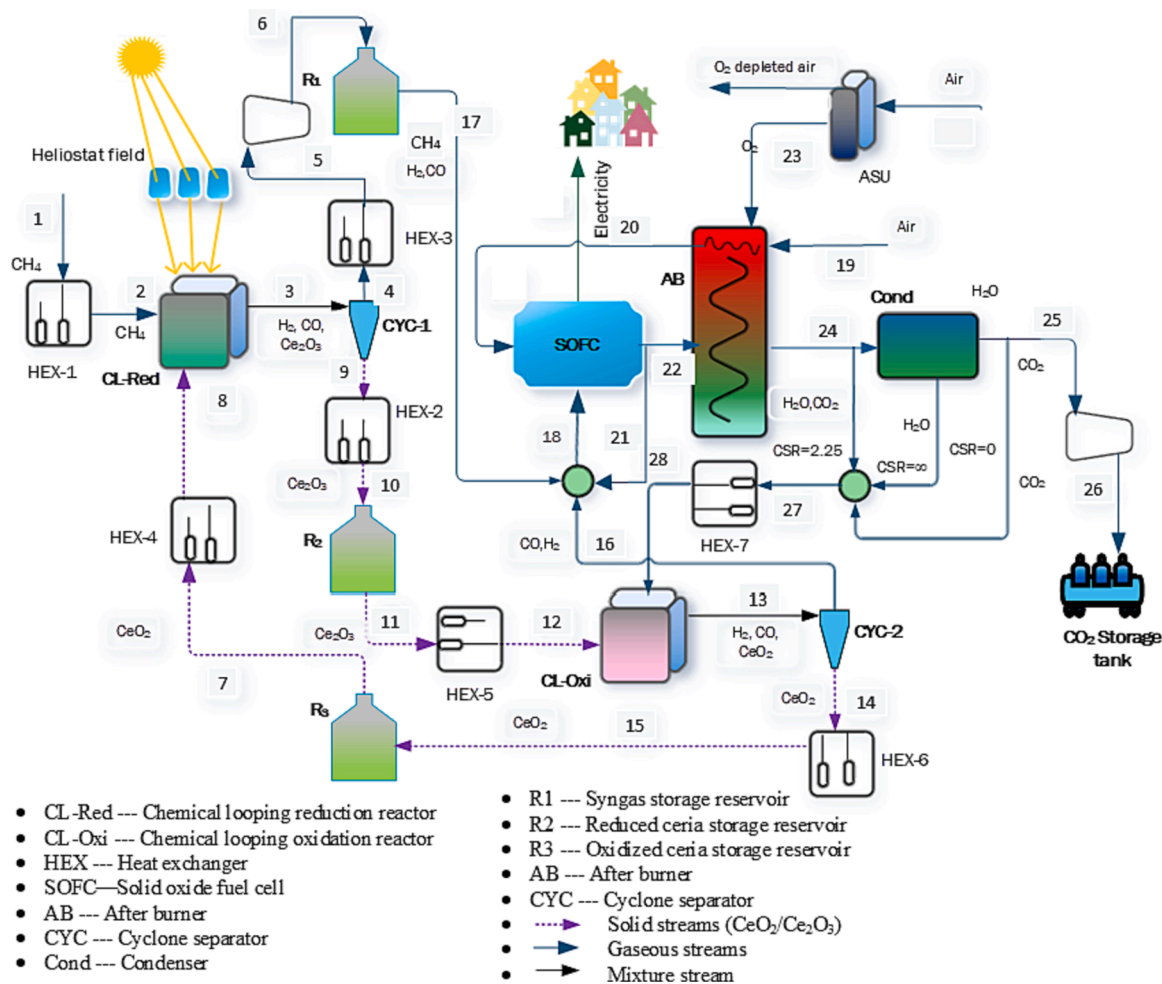 6
R₁
O₂ depleted air
Air
17
CH₄
H₂, CO
Heliostat field
5
Electricity
O₂
23
ASU
1
HEX-3
20
Air
CH₄
AB
19
2
3
4
Cond
H₂O
25
CH₄
H₂, CO,
Ce₂O₃
CYC-1
SOFC
22
24
CO₂
HEX-1
CL-Red
9
H₂O,CO₂
H₂O
8
HEX-2
18
21
28
CSR=2.25
CSR=∞
CSR=0
CO₂
Ce₂O₃
10
27
26
HEX-4
R₂
CO,H₂
16
HEX-7
CeO₂
Ce₂O₃
11
12
13
H₂, CO,
CeO₂
CYC-2
CO₂ Storage
tank
7
HEX-5
CL-Oxi
R₃
CeO₂
15
CeO₂
14
HEX-6
• CL-Red --- Chemical looping reduction reactor
• CL-Oxi --- Chemical looping oxidation reactor
• HEX --- Heat exchanger
• SOFC—Solid oxide fuel cell
• AB --- After burner
• CYC --- Cyclone separator
• Cond --- Condenser
• R1 --- Syngas storage reservoir
• R2 --- Reduced ceria storage reservoir
• R3 --- Oxidized ceria storage reservoir
• AB --- After burner
• CYC --- Cyclone separator
• Solid streams (CeO₂/Ce₂O₃)
• Gaseous streams
• Mixture stream